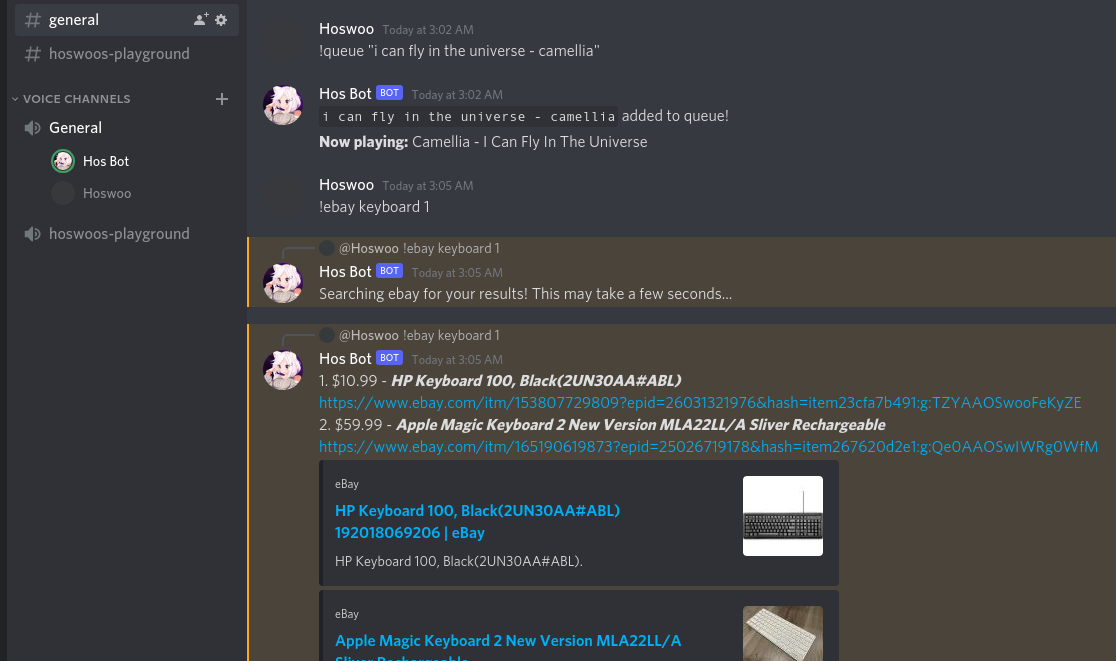 # general
# hoswoos-playground
VOICE CHANNELS +
General
Hos Bot
Hoswoo
hoswoos-playground
Hoswoo Today at 3:02 AM
!queue "i can fly in the universe - camellia"
Hos Bot BOT Today at 3:02 AM
i can fly in the universe - camellia added to queue!
Now playing: Camellia - I Can Fly In The Universe
Hoswoo Today at 3:05 AM
!ebay keyboard 1
@Hoswoo !ebay keyboard 1
Hos Bot BOT Today at 3:05 AM
Searching ebay for your results! This may take a few seconds...
@Hoswoo !ebay keyboard 1
Hos Bot BOT Today at 3:05 AM
1. $10.99 - HP Keyboard 100, Black(2UN30AA#ABL)
https://www.ebay.com/itm/153807729809?epid=26031321976&hash=item23cfa7b491:g:TZYAAOSwooFeKyZE
2. $59.99 - Apple Magic Keyboard 2 New Version MLA22LL/A Sliver Rechargeable
https://www.ebay.com/itm/165190619873?epid=25026719178&hash=item267620d2e1:g:Qe0AAOSwIWRg0WfM
eBay
HP Keyboard 100, Black(2UN30AA#ABL)
192018069206 | eBay
HP Keyboard 100, Black(2UN30AA#ABL).
eBay
Apple Magic Keyboard 2 New Version MLA22LL/A
Sliver Rechargeable